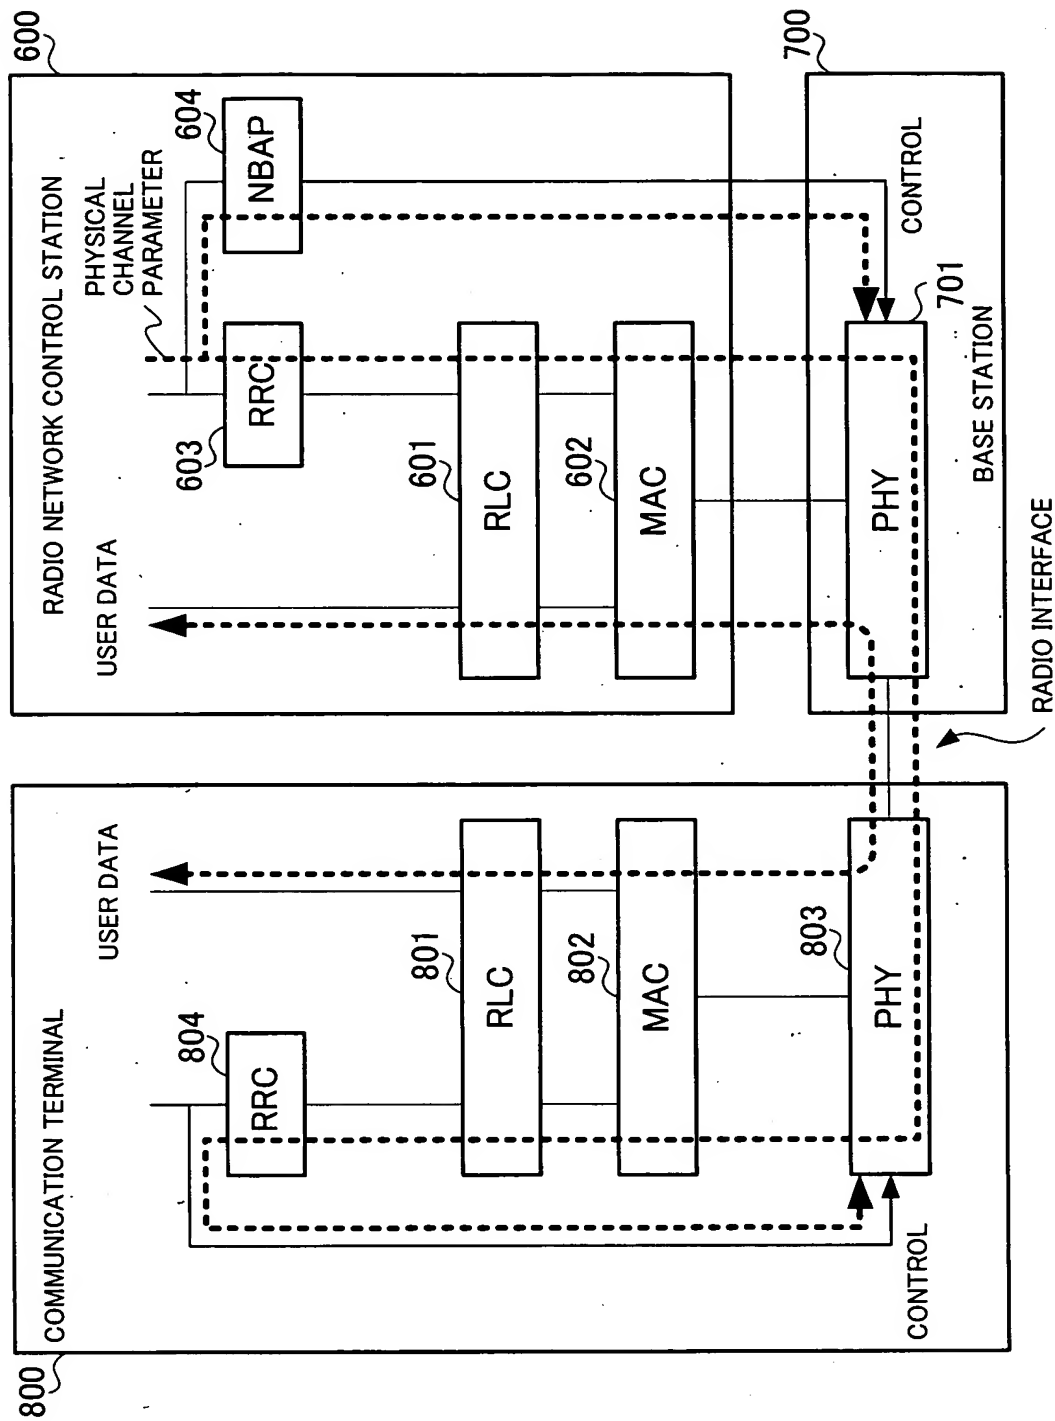 800
COMMUNICATION TERMINAL
USER DATA
804
RRC
801
RLC
802
MAC
803
PHY
CONTROL
600
RADIO NETWORK CONTROL STATION
USER DATA
PHYSICAL
CHANNEL
PARAMETER
603
RRC
604
NBAP
601
RLC
602
MAC
700
PHY
701
CONTROL
BASE STATION
RADIO INTERFACE